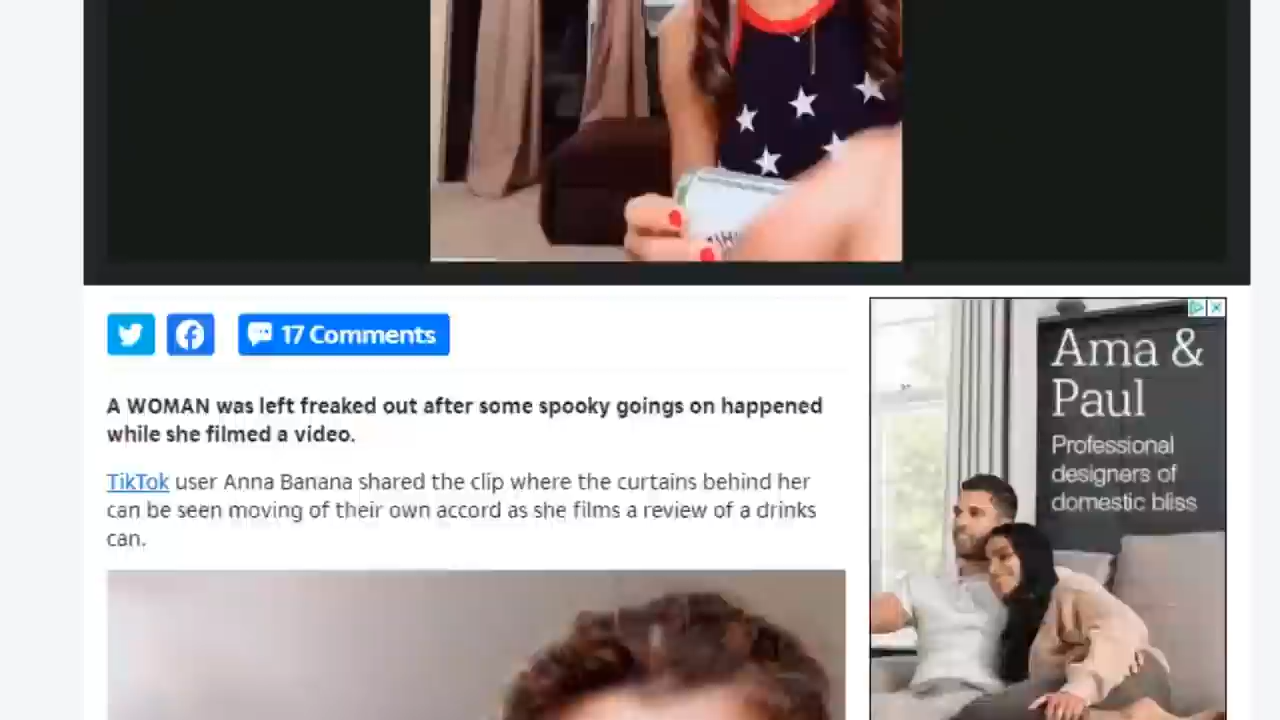 17 Comments
A WOMAN was left freaked out after some spooky goings on happened
while she filmed a video.
TikTok user Anna Banana shared the clip where the curtains behind her
can be seen moving of their own accord as she films a review of a drinks
can.
Ama &
Paul
Professional
designers of
domestic bliss